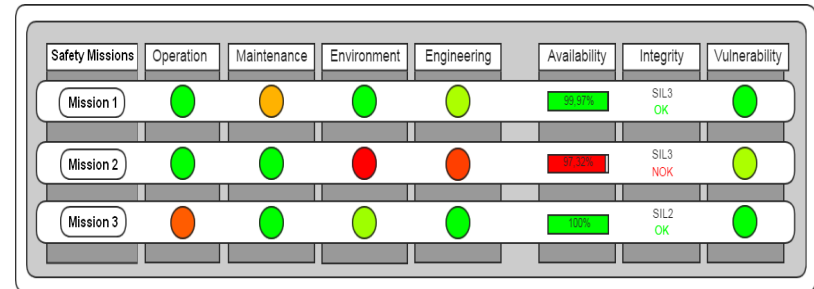 Safety Missions Operation Maintenance Environment Engineering Availability Integrity Vulnerability
Mission 1 99,97% SIL3
OK
Mission 2 97,32% SIL3
NOK
Mission 3 100% SIL2
OK